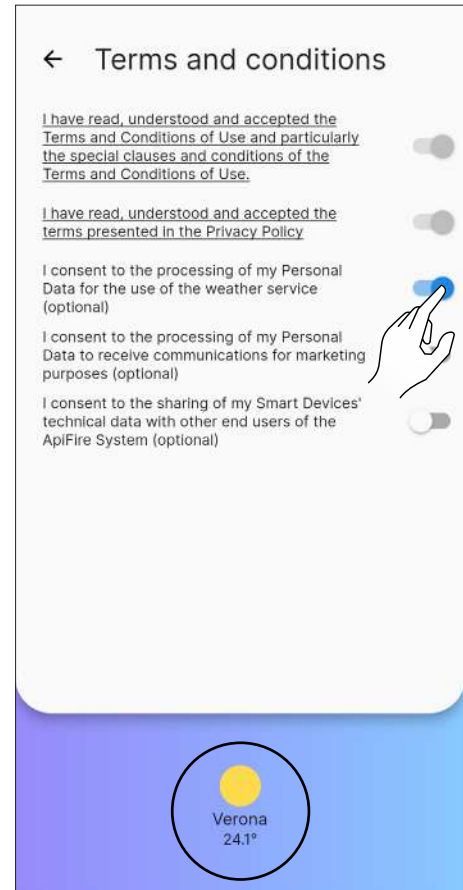 Terms and conditions
I have read, understood and accepted the
Terms and Conditions of Use and particularly
the special clauses and conditions of the
Terms and Conditions of Use.
I have read, understood and accepted the
terms presented in the Privacy Policy
I consent to the processing of my Personal
Data for the use of the weather service
(optional)
I consent to the processing of my Personal
Data to receive communications for marketing
purposes (optional)
I consent to the sharing of my Smart Devices'
technical data with other end users of the
ApiFire System (optional)
Verona
24.1°